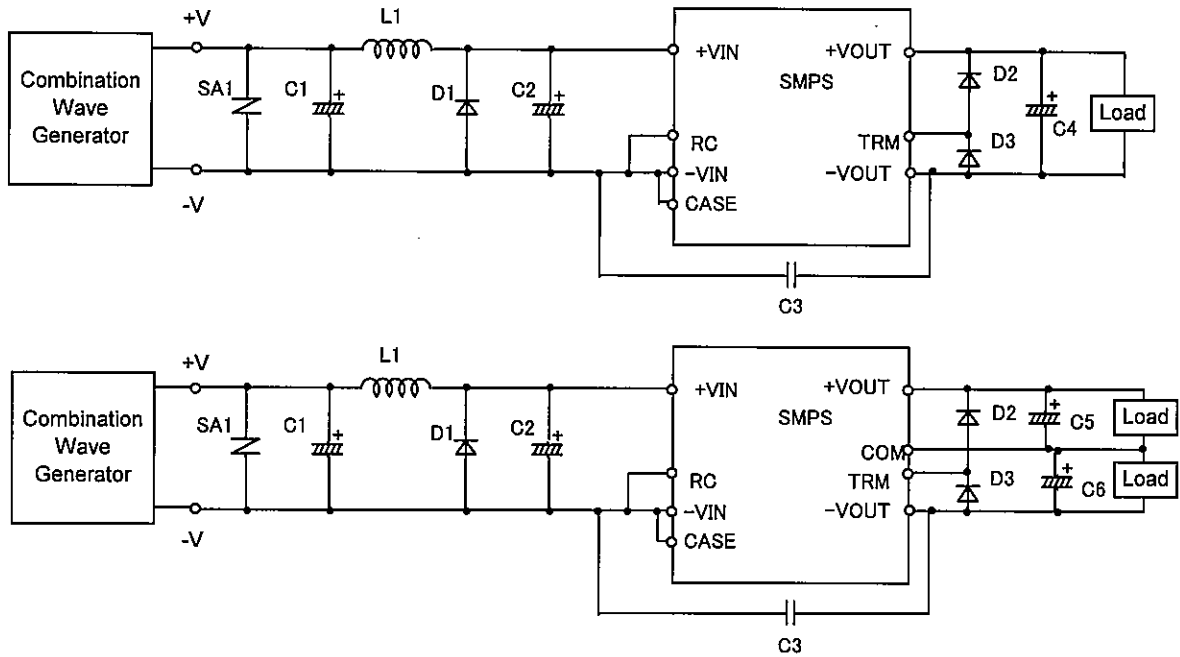 +V
L1
+VIN
+VOUT
Combination
Wave
Generator
SA1
C1
+
D1
C2
+
SMPS
D2
+
C4
Load
RC
TRM
D3
-VIN
-VOUT
CASE
-V
C3
+V
L1
+VIN
+VOUT
Combination
Wave
Generator
SA1
C1
+
D1
C2
+
SMPS
D2
+
C5
Load
COM
RC
TRM
D3
+
C6
Load
-VIN
-VOUT
CASE
-V
C3